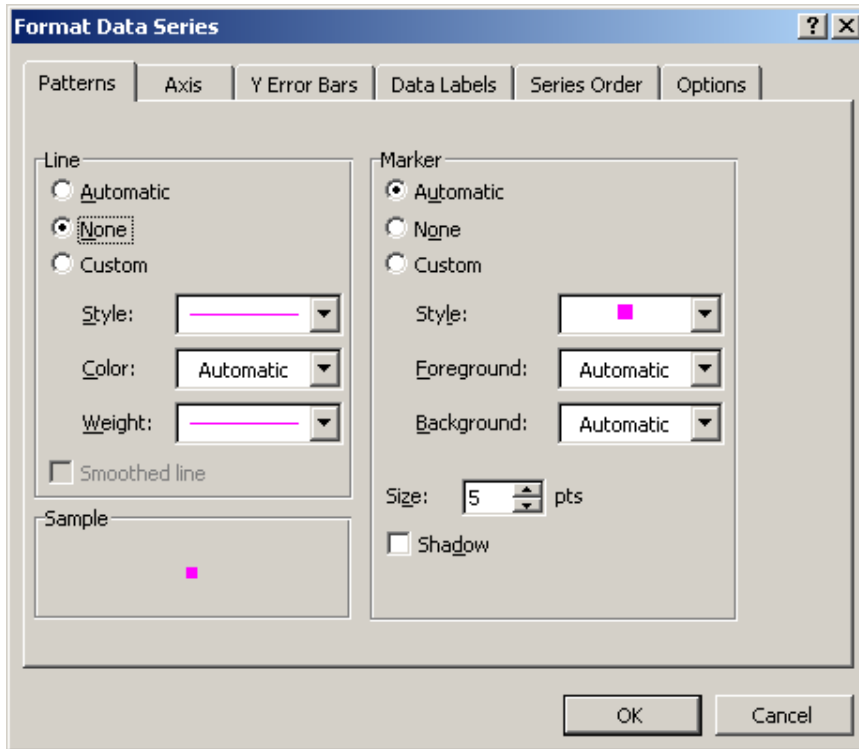 Format Data Series
Patterns Axis Y Error Bars Data Labels Series Order Options
Line
Automatic
None
Custom
Style:
Color: Automatic
Weight:
Smoothed line
Sample
Marker
Automatic
None
Custom
Style:
Foreground: Automatic
Background: Automatic
Size: 5 pts
Shadow
OK Cancel